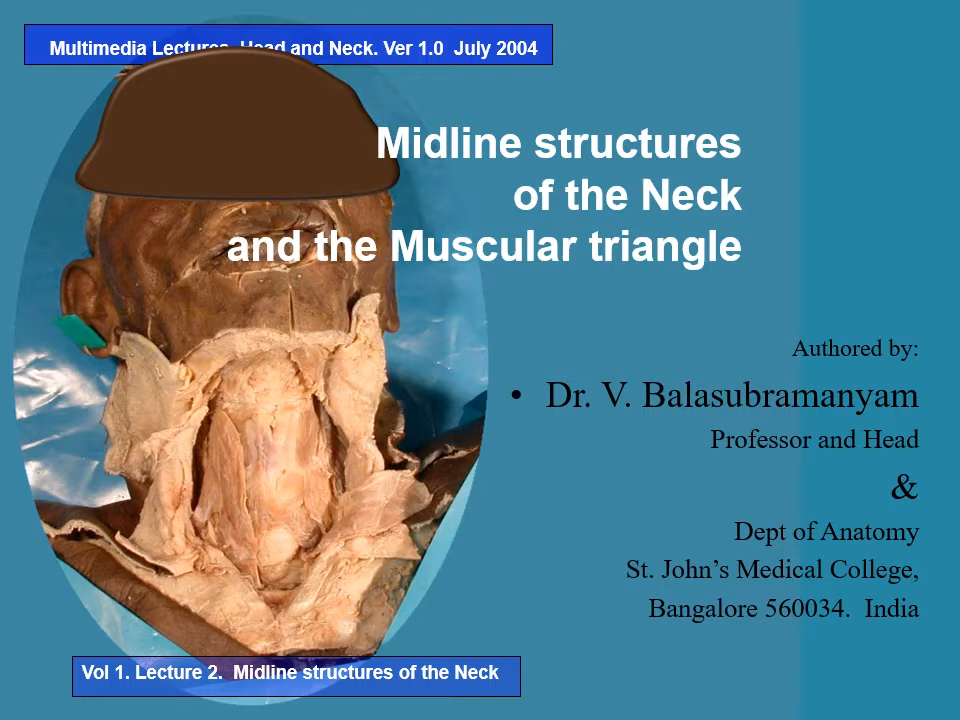 Multimedia Lectures. Head and Neck. Ver 1.0 July 2004
Midline structures
of the Neck
and the Muscular triangle
Authored by:
• Dr. V. Balasubramanyam
Professor and Head
&
Dept of Anatomy
St. John’s Medical College,
Bangalore 560034. India
Vol 1. Lecture 2. Midline structures of the Neck